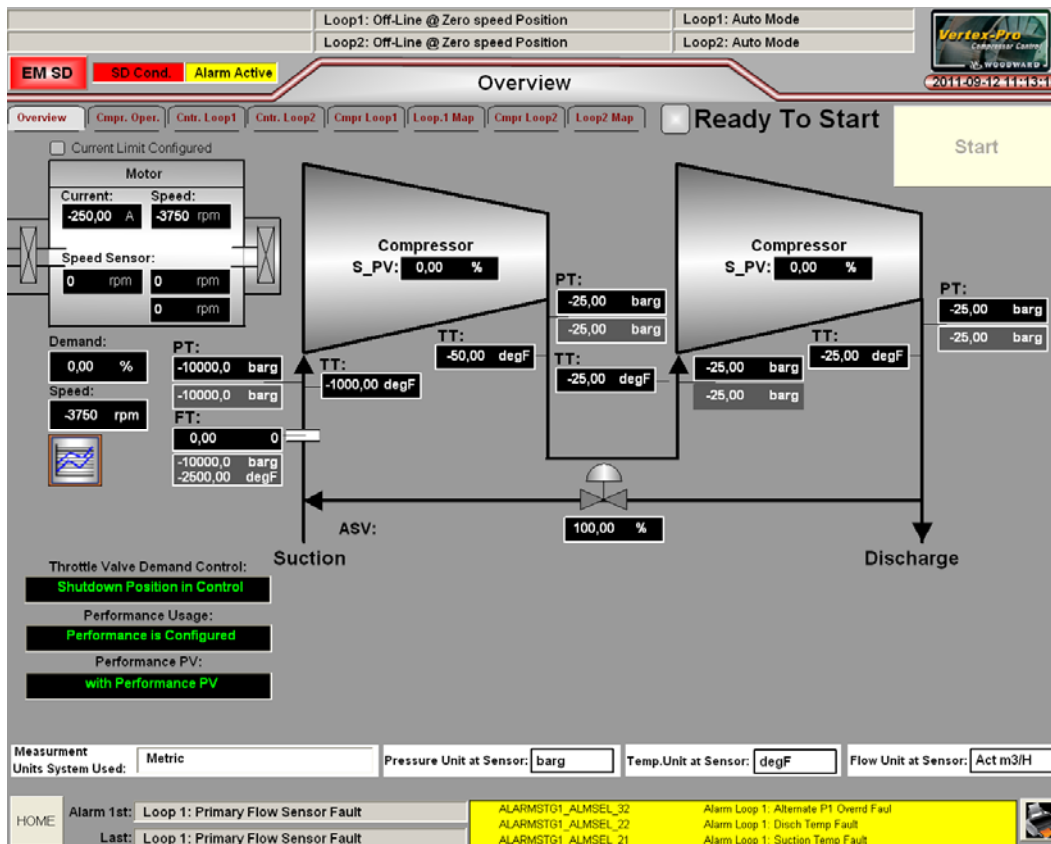 Loop1: Off-Line @ Zero speed Position
Loop1: Auto Mode
Loop2: Off-Line @ Zero speed Position
Loop2: Auto Mode
Vertex-Pro
Compressor Control
WOODWARD
EM SD
SD Cond.
Alarm Active
Overview
2011-09-12 11:13:1
Overview
Cmpr. Oper.
Cntr. Loop1
Cntr. Loop2
Cmpr Loop1
Loop.1 Map
Cmpr Loop2
Loop2 Map
Ready To Start
Start
Current Limit Configured
Motor
Current: Speed:
-250,00 A -3750 rpm
Speed Sensor:
0 rpm 0 rpm
0 rpm
Demand:
0,00 %
Speed:
-3750 rpm
PT:
-10000,0 barg
-10000,0 barg
FT:
0,00 0
-10000,0 barg
-2500,00 degF
TT:
-1000,00 degF
Compressor
S_PV: 0,00 %
TT:
-50,00 degF
PT:
-25,00 barg
-25,00 barg
TT:
-25,00 degF
-25,00 barg
-25,00 barg
Compressor
S_PV: 0,00 %
TT:
-25,00 degF
PT:
-25,00 barg
-25,00 barg
ASV: 100,00 %
Suction
Discharge
Throttle Valve Demand Control:
Shutdown Position in Control
Performance Usage:
Performance is Configured
Performance PV:
with Performance PV
Measurment
Units System Used: Metric
Pressure Unit at Sensor: barg
Temp.Unit at Sensor: degF
Flow Unit at Sensor: Act m3/H
HOME
Alarm 1st: Loop 1: Primary Flow Sensor Fault
Last: Loop 1: Primary Flow Sensor Fault
ALARMSTG1_ALMSEL_32 Alarm Loop 1: Alternate P1 Overrd Faul
ALARMSTG1_ALMSEL_22 Alarm Loop 1: Disch Temp Fault
ALARMSTG1_ALMSEL_21 Alarm Loop 1: Suction Temp Fault